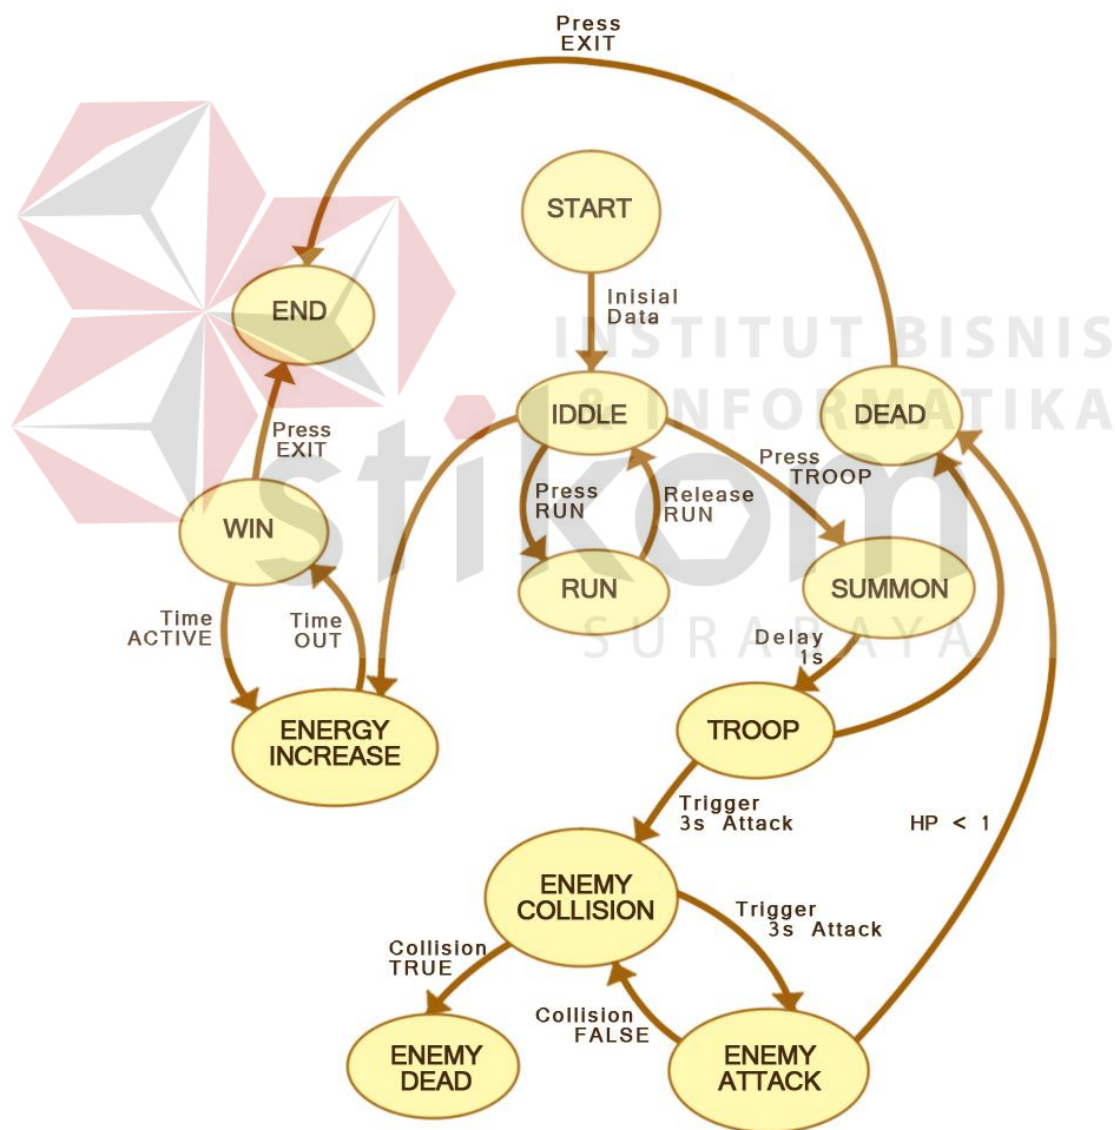 Press
EXIT
START
END
Inisial
Data
INSTITUT BISNIS
& INFORMATIKA
IDDLE
DEAD
Press
EXIT
Press
TROOP
Press
RUN
Release
RUN
stikom
WIN
RUN
SUMMON
SURABAYA
Time
ACTIVE
Time
OUT
Delay
1s
ENERGY
INCREASE
TROOP
Trigger
3s Attack
HP < 1
ENEMY
COLLISION
Trigger
3s Attack
Collision
TRUE
Collision
FALSE
ENEMY
DEAD
ENEMY
ATTACK